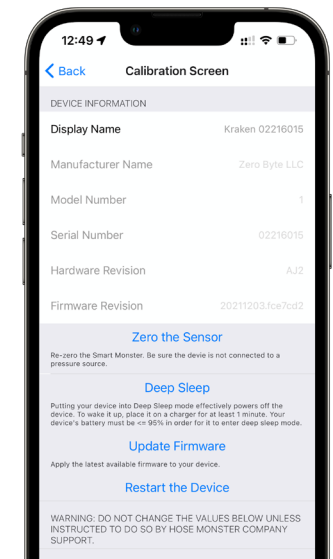 12:49
Back
Calibration Screen
DEVICE INFORMATION
Display Name
Kraken 02216015
Manufacturer Name
Zero Byte LLC
Model Number
1
Serial Number
02216015
Hardware Revision
AJ2
Firmware Revision
20211203.fce7cd2
Zero the Sensor
Re-zero the Smart Monster. Be sure the devie is not connected to a
pressure source.
Deep Sleep
Putting your device into Deep Sleep mode effectively powers off the
device. To wake it up, place it on a charger for at least 1 minute. Your
device's battery must be <= 95% in order for it to enter deep sleep mode.
Update Firmware
Apply the latest available firmware to your device.
Restart the Device
WARNING: DO NOT CHANGE THE VALUES BELOW UNLESS
INSTRUCTED TO DO SO BY HOSE MONSTER COMPANY
SUPPORT.